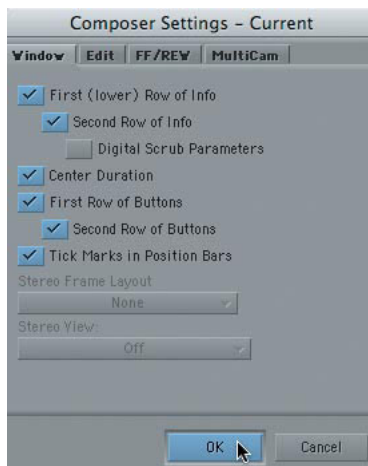 Composer Settings – Current
Window Edit FF/REW MultiCam
First (lower) Row of Info
Second Row of Info
Digital Scrub Parameters
Center Duration
First Row of Buttons
Second Row of Buttons
Tick Marks in Position Bars
Stereo Frame Layout
None
Stereo View:
Off
OK Cancel